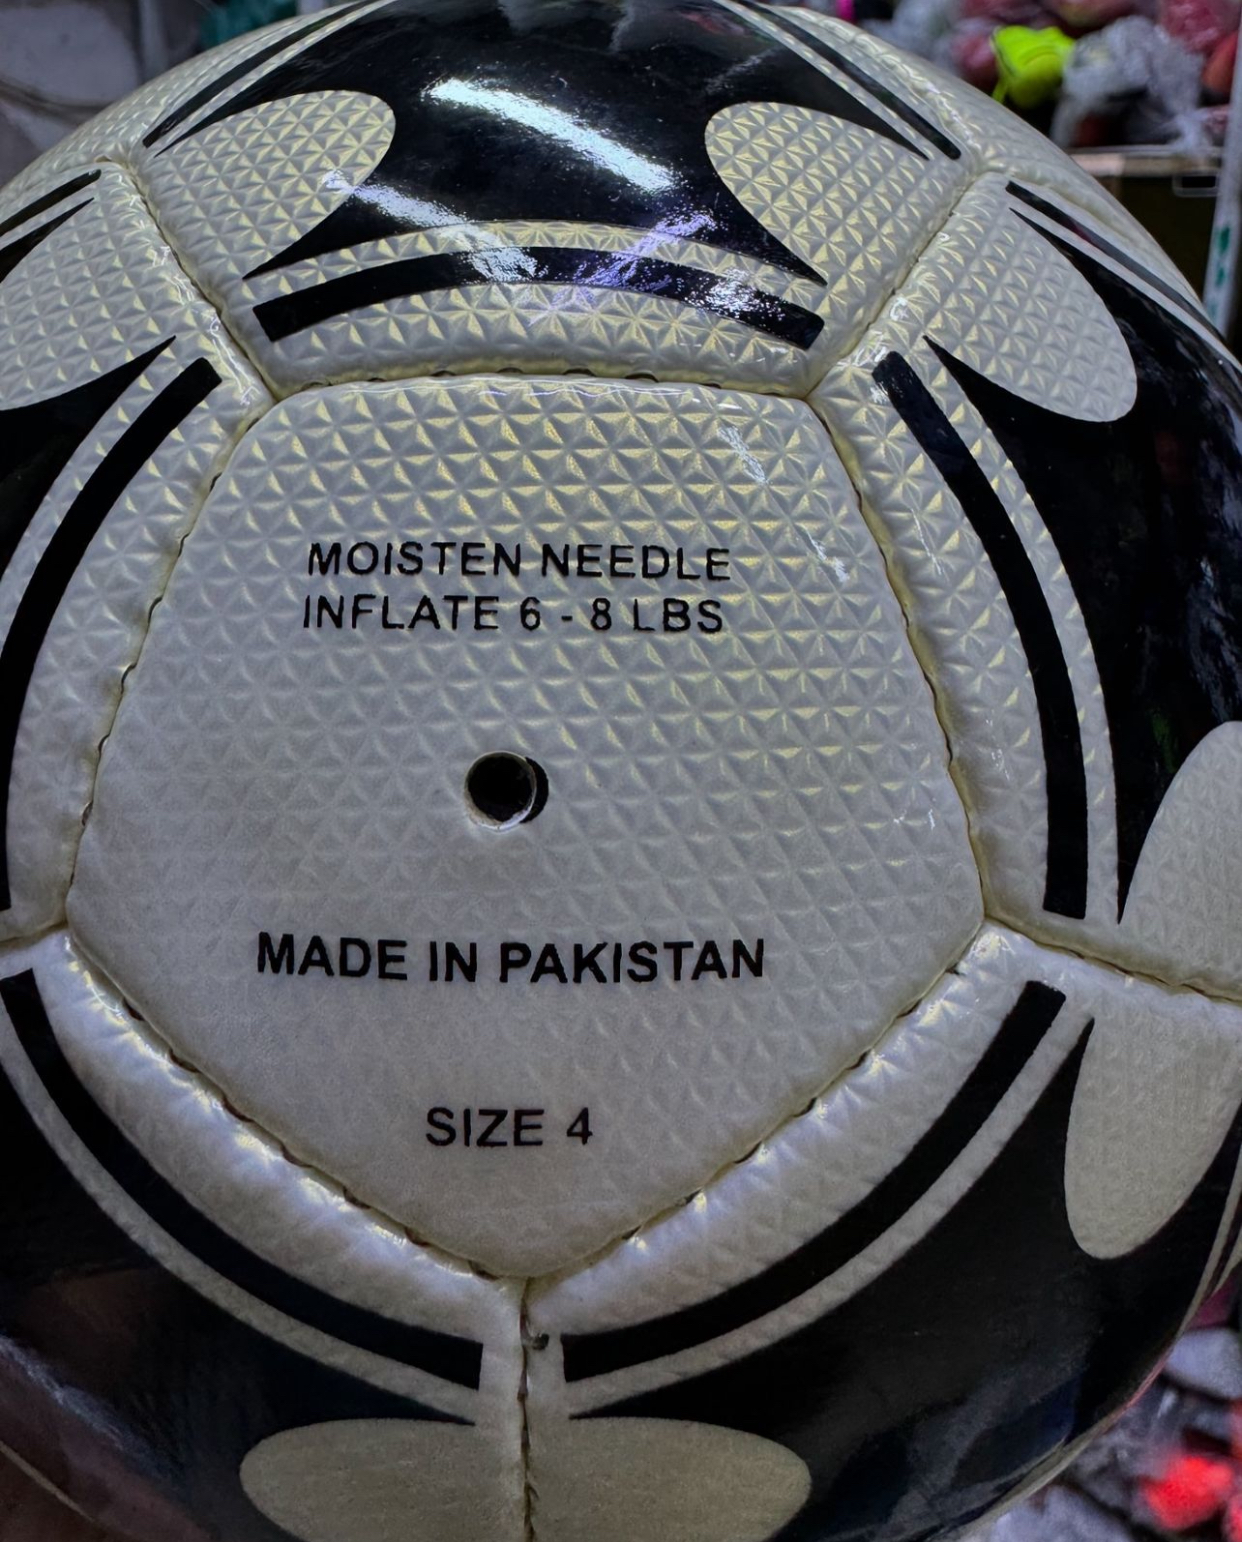 MOISTEN NEEDLE
INFLATE 6 - 8 LBS
MADE IN PAKISTAN
SIZE 4